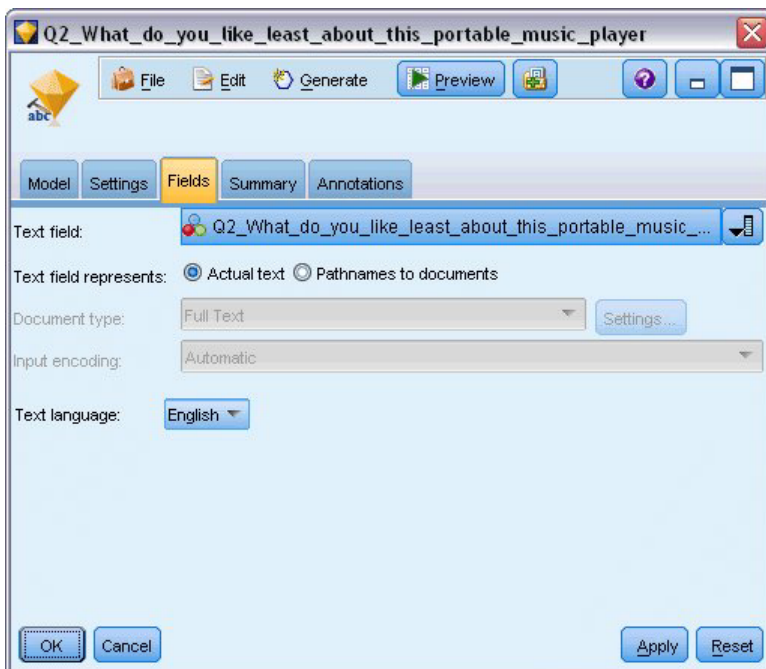 Q2_What_do_you_like_least_about_this_portable_music_player
abc
File Edit Generate Preview
Model Settings Fields Summary Annotations
Text field: Q2_What_do_you_like_least_about_this_portable_music_...
Text field represents: Actual text Pathnames to documents
Document type: Full Text Settings...
Input encoding: Automatic
Text language: English
OK Cancel Apply Reset